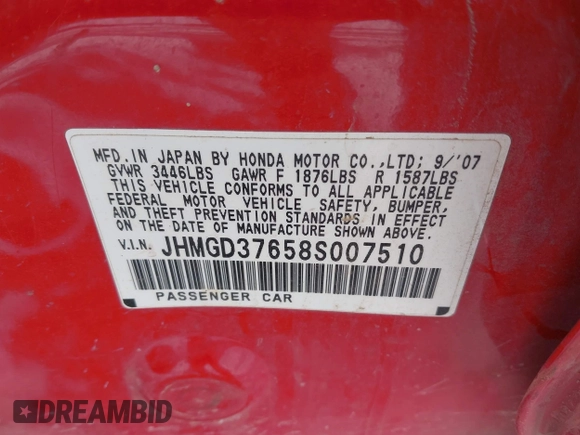 MFD.IN JAPAN BY HONDA MOTOR CO.,LTD; 9/'07
GVWR 3446LBS GAWR F 1876LBS R 1587LBS
THIS VEHICLE CONFORMS TO ALL APPLICABLE
FEDERAL MOTOR VEHICLE SAFETY, BUMPER,
AND THEFT PREVENTION STANDARDS IN EFFECT
ON THE DATE OF MANUFACTURE SHOWN ABOVE.
V.I.N. JHMGD37658S007510
PASSENGER CAR
DREAMBID